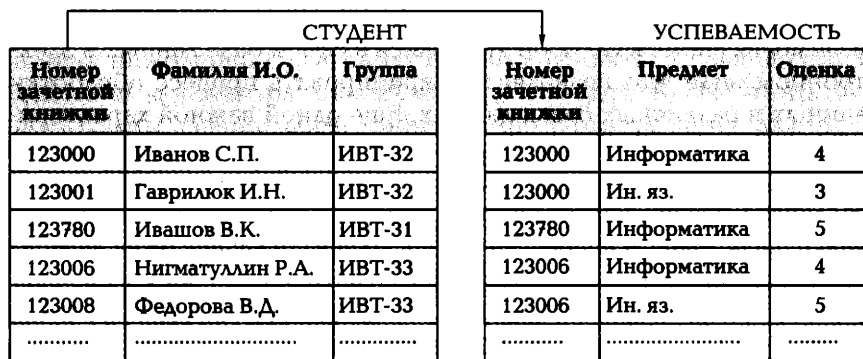 СТУДЕНТ
Номер зачетной книжки Фамилия И.О. Группа
123000 Иванов С.П. ИВТ-32
123001 Гаврилюк И.Н. ИВТ-32
123780 Ивашов В.К. ИВТ-31
123006 Нигматуллин Р.А. ИВТ-33
123008 Федорова В.Д. ИВТ-33
........... ............................ .............
УСПЕВАЕМОСТЬ
Номер зачетной книжки Предмет Оценка
123000 Информатика 4
123000 Ин. яз. 3
123780 Информатика 5
123006 Информатика 4
123006 Ин. яз. 5
.......... ...................... .........